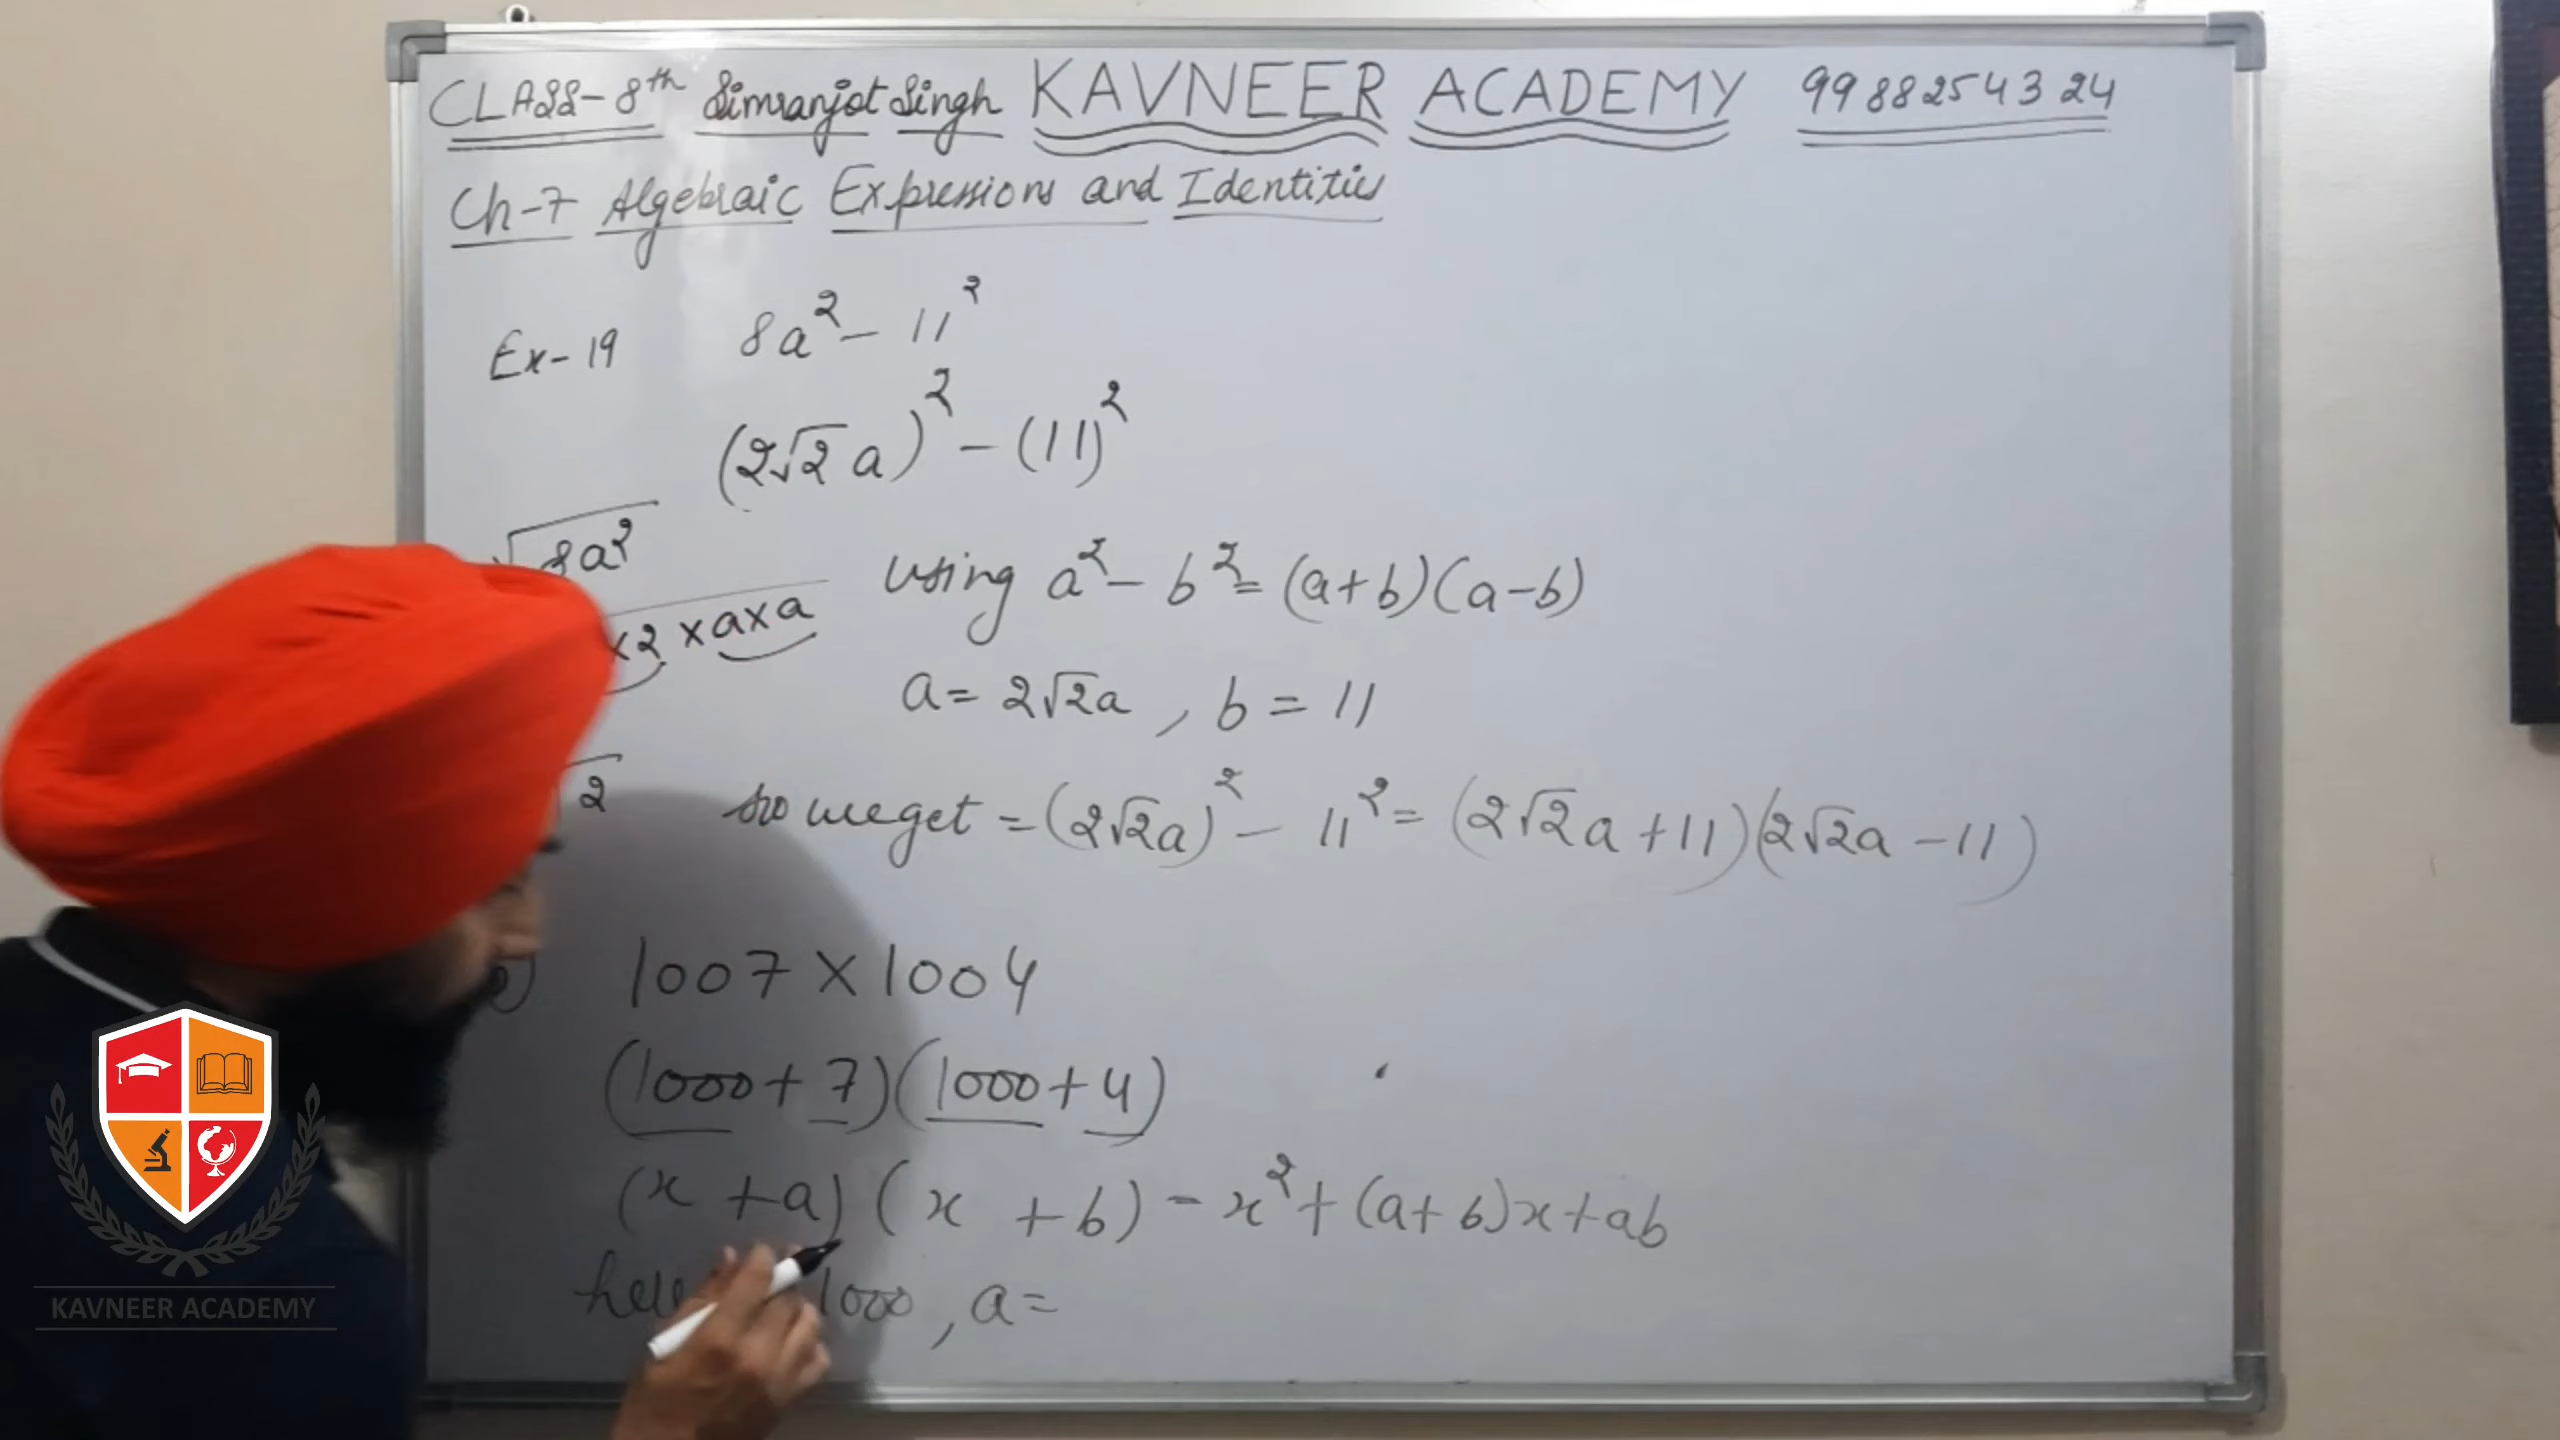 CLASS-8th Simranjot Singh KAVNEER ACADEMY 9988254324
Ch-7 Algebraic Expressions and Identities
Ex-19 8a² - 11²
(2√2 a)² - (11)²
√8a²
×2 ×a×a
using a² - b² = (a+b)(a-b)
a = 2√2a , b = 11
√2
so we get = (2√2a)² - 11² = (2√2a + 11)(2√2a - 11)
1007 × 1004
(1000 + 7)(1000 + 4)
(x + a)(x + b) - x² + (a + b)x + ab
1000 , a =
KAVNEER ACADEMY